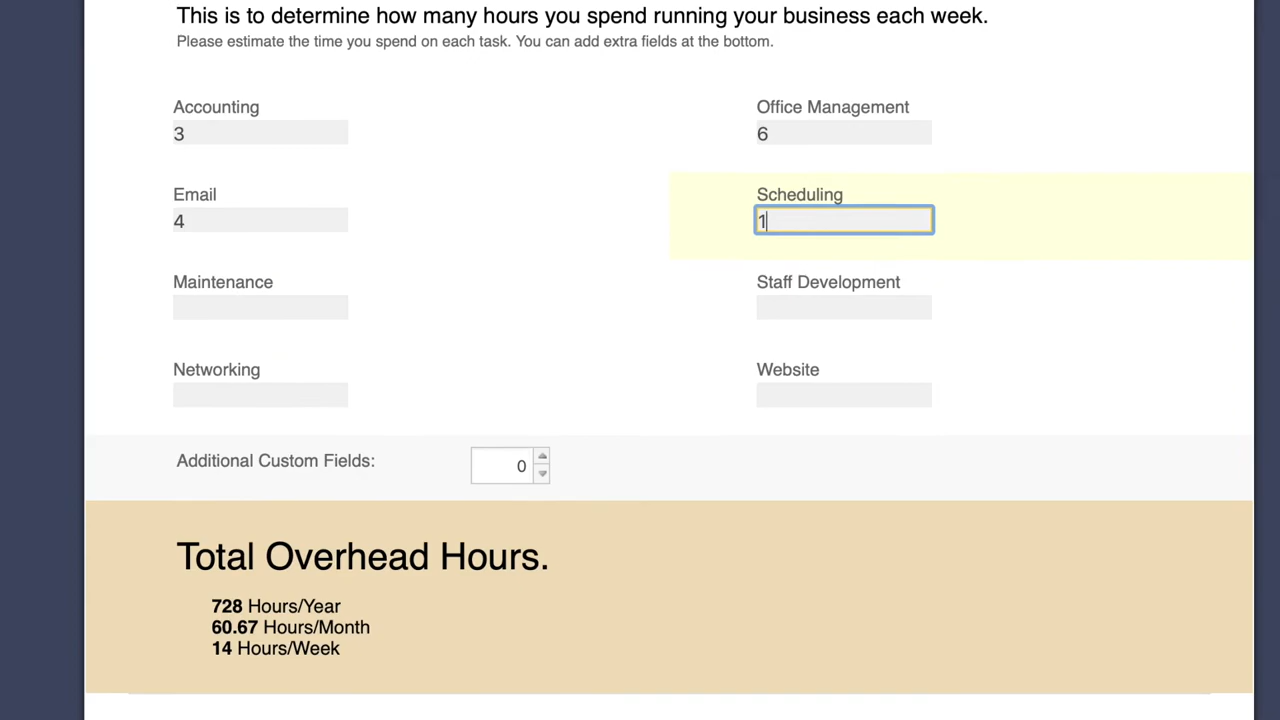 This is to determine how many hours you spend running your business each week.
Please estimate the time you spend on each task. You can add extra fields at the bottom.
Accounting
3
Office Management
6
Email
4
Scheduling
1
Maintenance
Staff Development
Networking
Website
Additional Custom Fields:
0
Total Overhead Hours.
728 Hours/Year
60.67 Hours/Month
14 Hours/Week